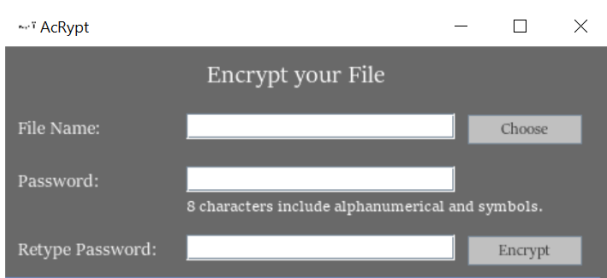 AcRypt
Encrypt your File
File Name:
Choose
Password:
8 characters include alphanumerical and symbols.
Retype Password:
Encrypt